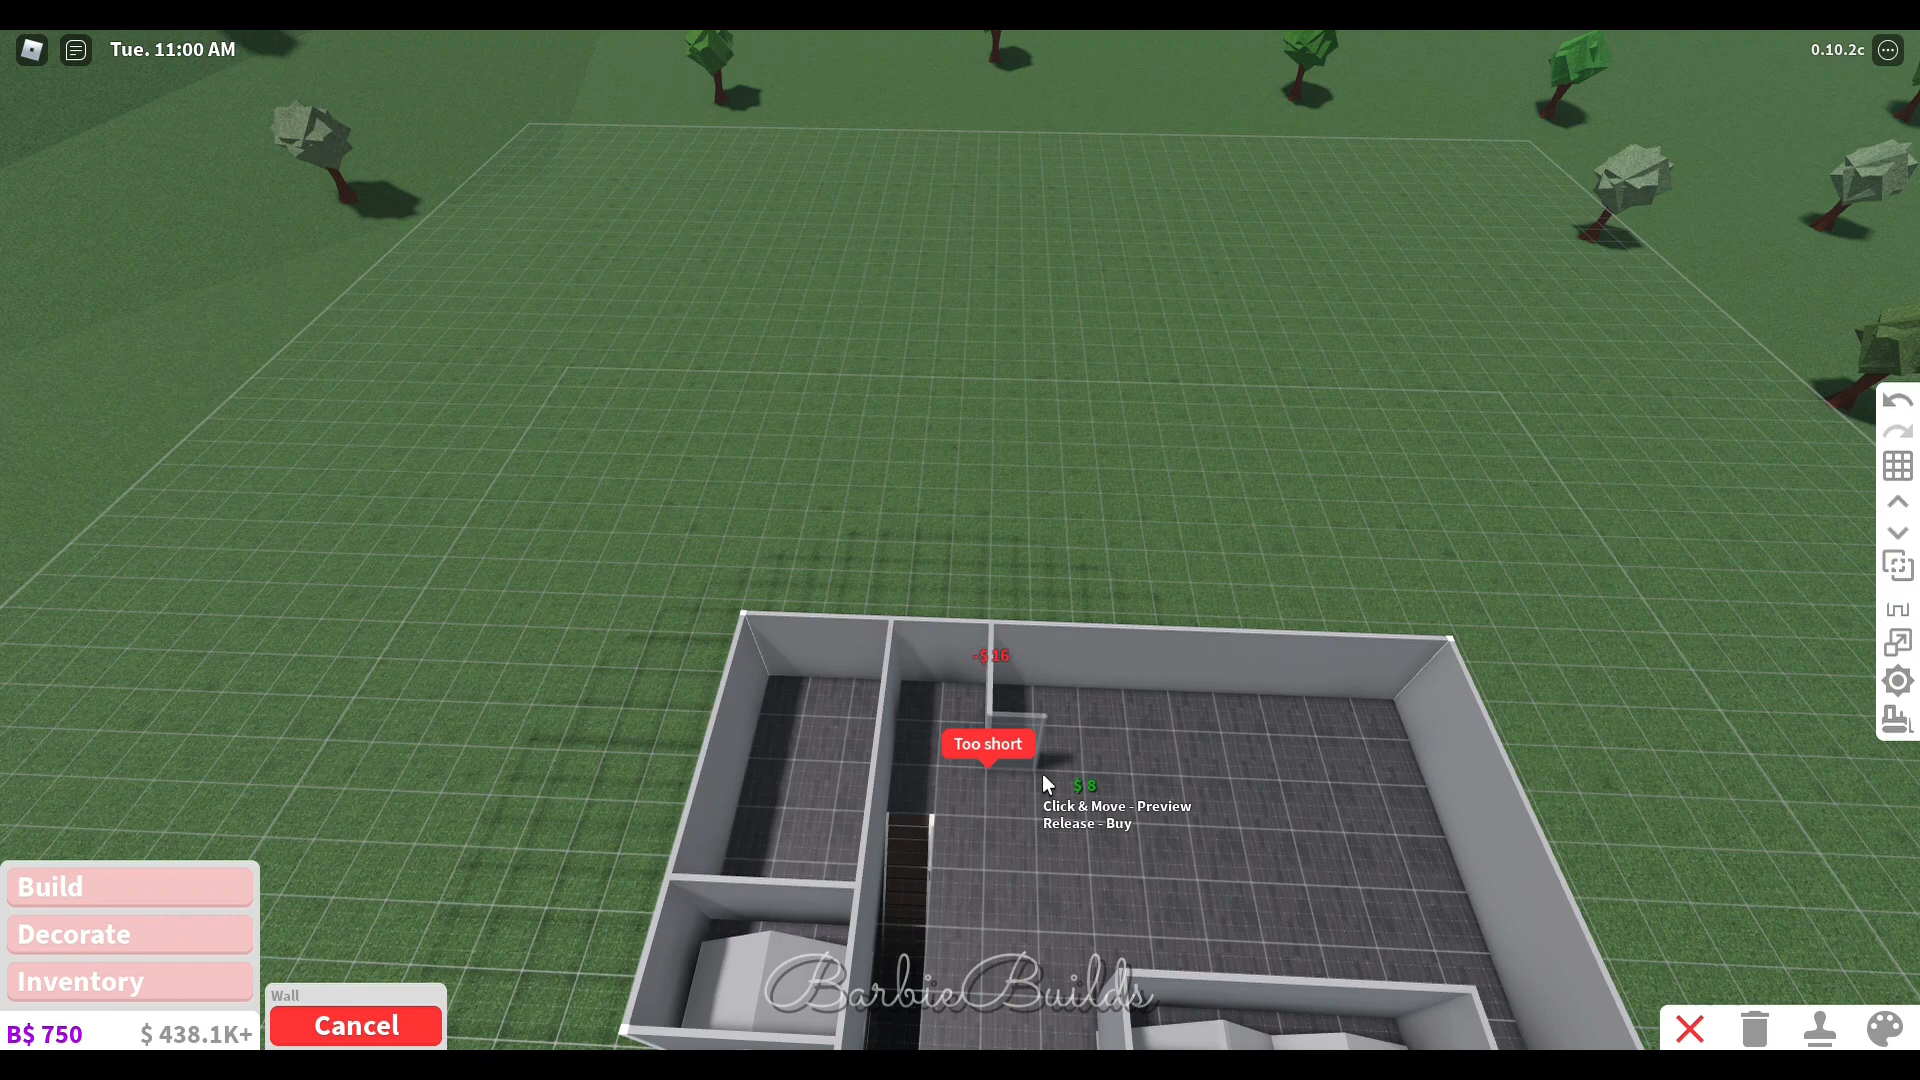 Tue. 11:00 AM
0.10.2c
-$ 16
Too short
$ 8
Click & Move - Preview
Release - Buy
Build
Decorate
Inventory
Wall
Cancel
B$ 750
$ 438.1K+
BarbieBuilds